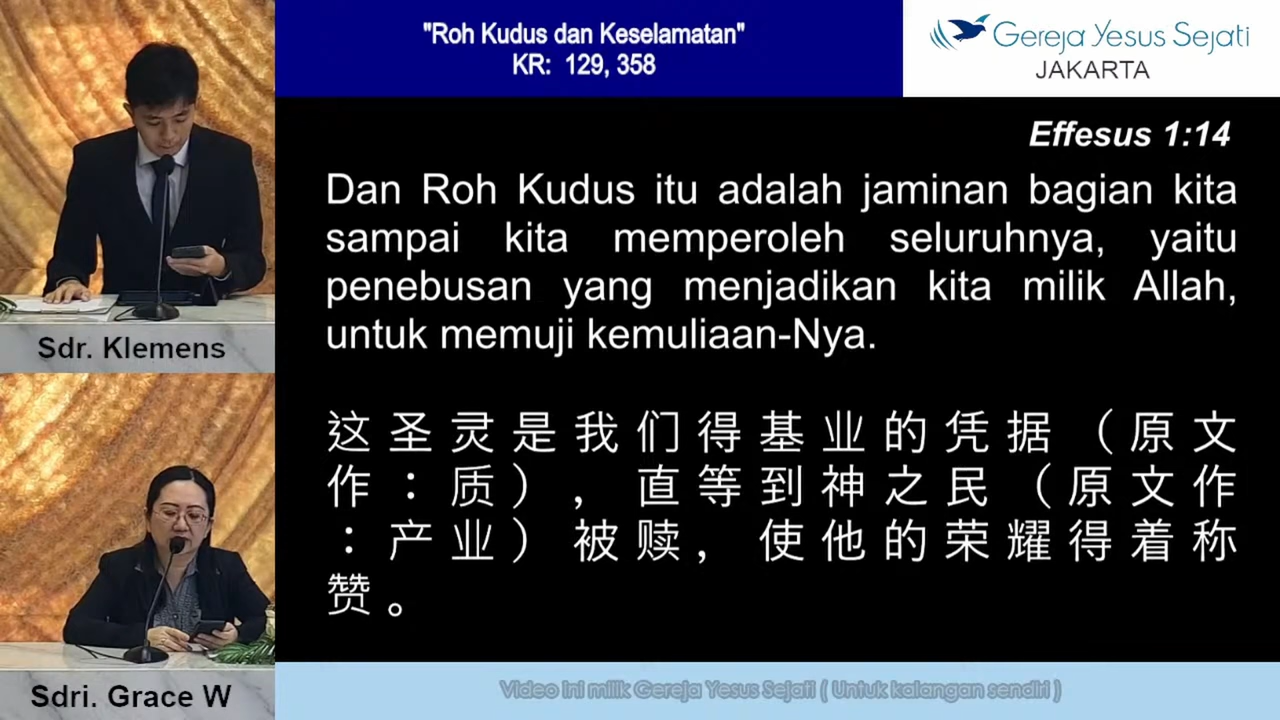 "Roh Kudus dan Keselamatan"
KR: 129, 358
Gereja Yesus Sejati
JAKARTA
Effesus 1:14
Dan Roh Kudus itu adalah jaminan bagian kita
sampai kita memperoleh seluruhnya, yaitu
penebusan yang menjadikan kita milik Allah,
untuk memuji kemuliaan-Nya.
这圣灵是我们得基业的凭据（原文
作：质），直等到神之民（原文作
：产业）被赎，使他的荣耀得着称
赞。
Sdr. Klemens
Sdri. Grace W
Video ini milik Gereja Yesus Sejati ( Untuk kalangan sendiri )